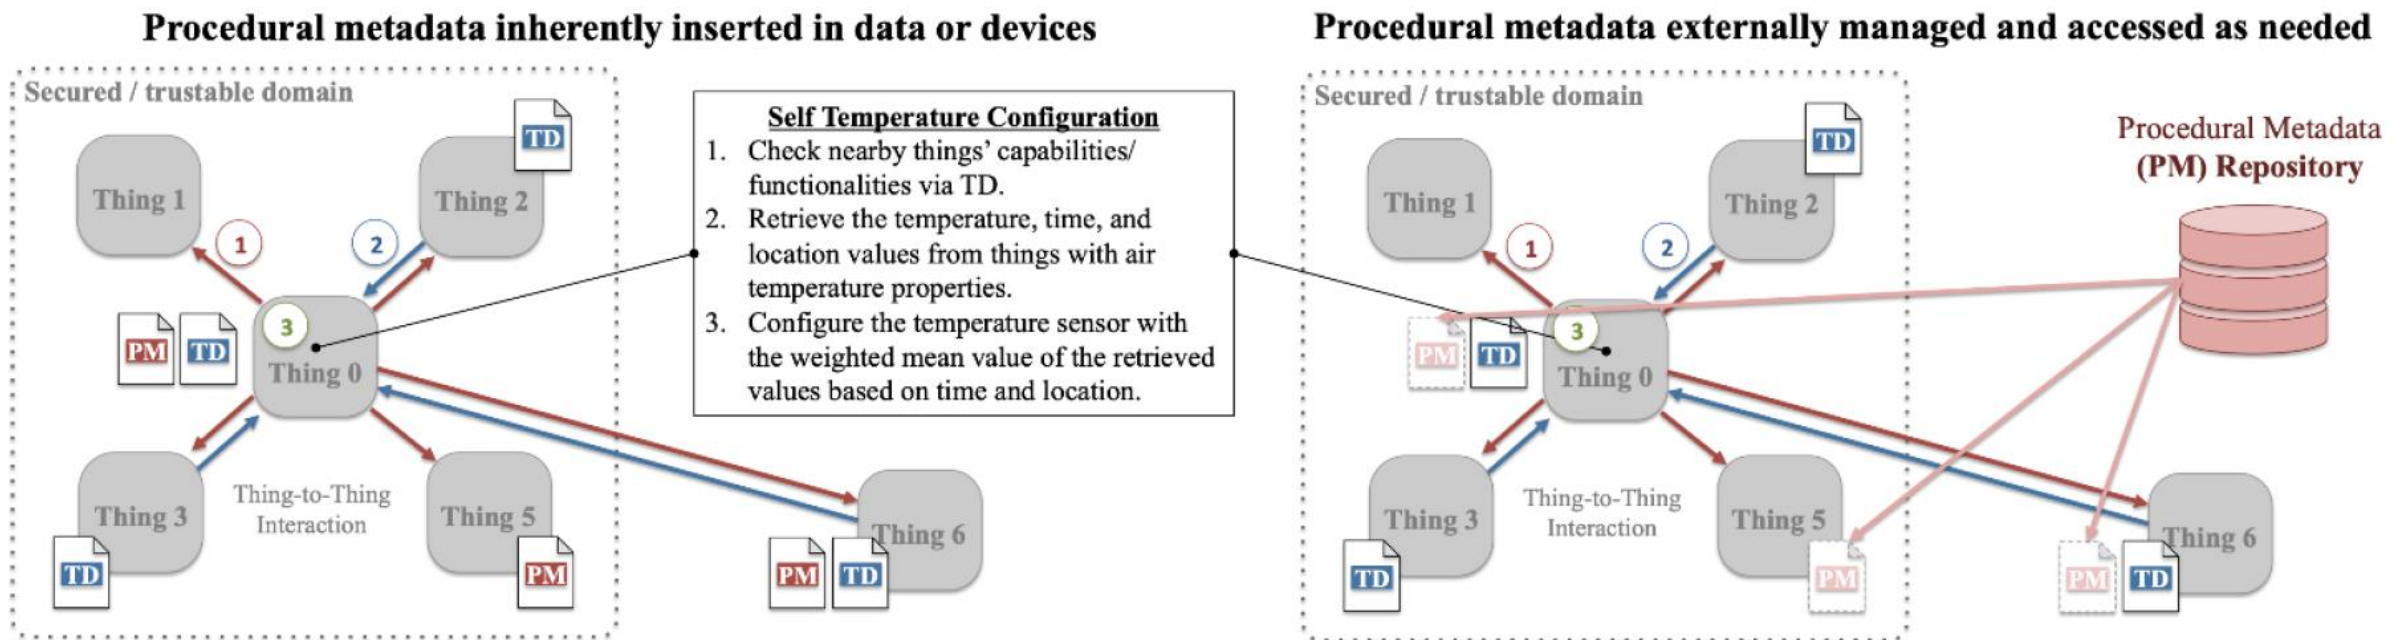 Procedural metadata inherently inserted in data or devices
Secured / trustable domain
TD
Thing 1
Thing 2
1
2
3
PM
TD
Thing 0
Thing 3
Thing-to-Thing
Interaction
Thing 5
TD
PM
Thing 6
PM
TD
Self Temperature Configuration
1. Check nearby things' capabilities/
functionalities via TD.
2. Retrieve the temperature, time, and
location values from things with air
temperature properties.
3. Configure the temperature sensor with
the weighted mean value of the retrieved
values based on time and location.
Procedural metadata externally managed and accessed as needed
Secured / trustable domain
TD
Thing 1
Thing 2
1
2
3
PM
TD
Thing 0
Thing 3
Thing-to-Thing
Interaction
Thing 5
TD
PM
Thing 6
PM
TD
Procedural Metadata
(PM) Repository